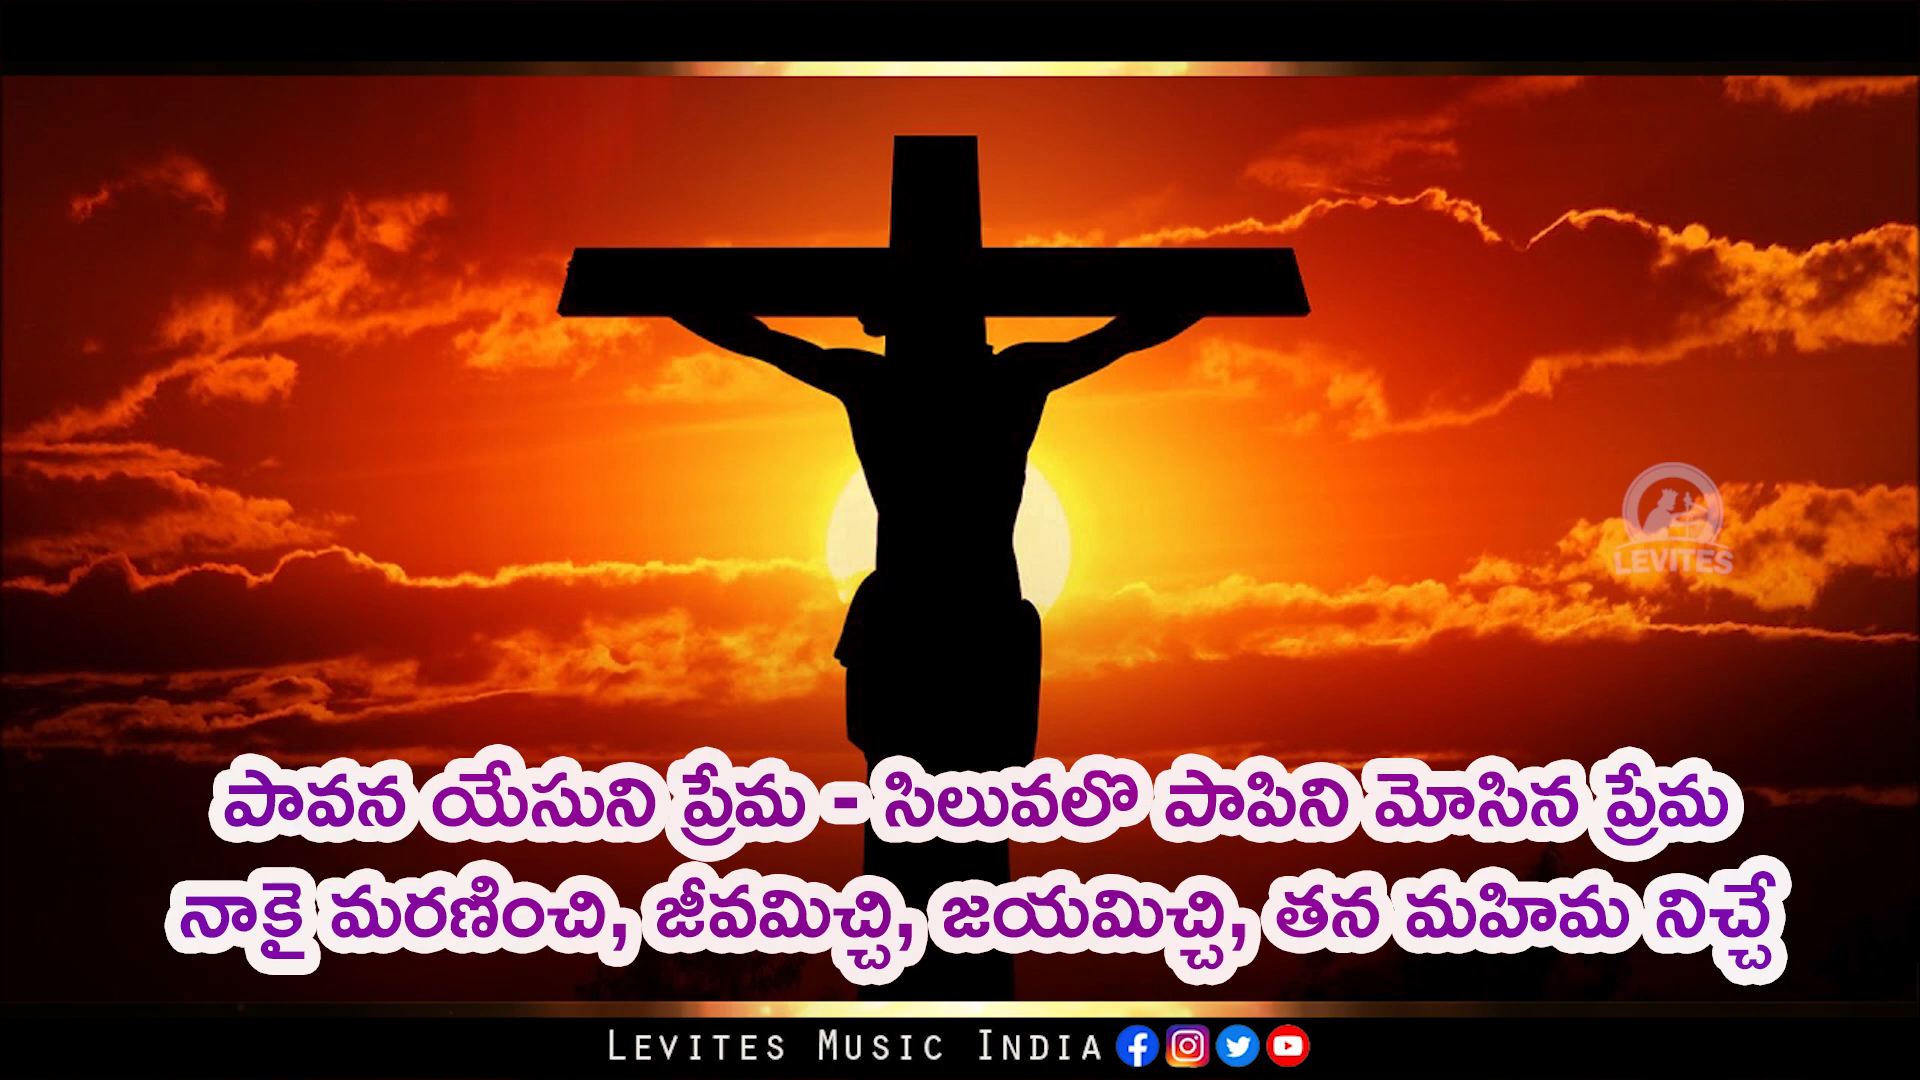 LEVITES
పావన యేసుని ప్రేమ - సిలువలొ పాపిని మోసిన ప్రేమ
నాకై మరణించి, జీవమిచ్చి, జయమిచ్చి, తన మహిమ నిచ్చే
LEVITES MUSIC INDIA